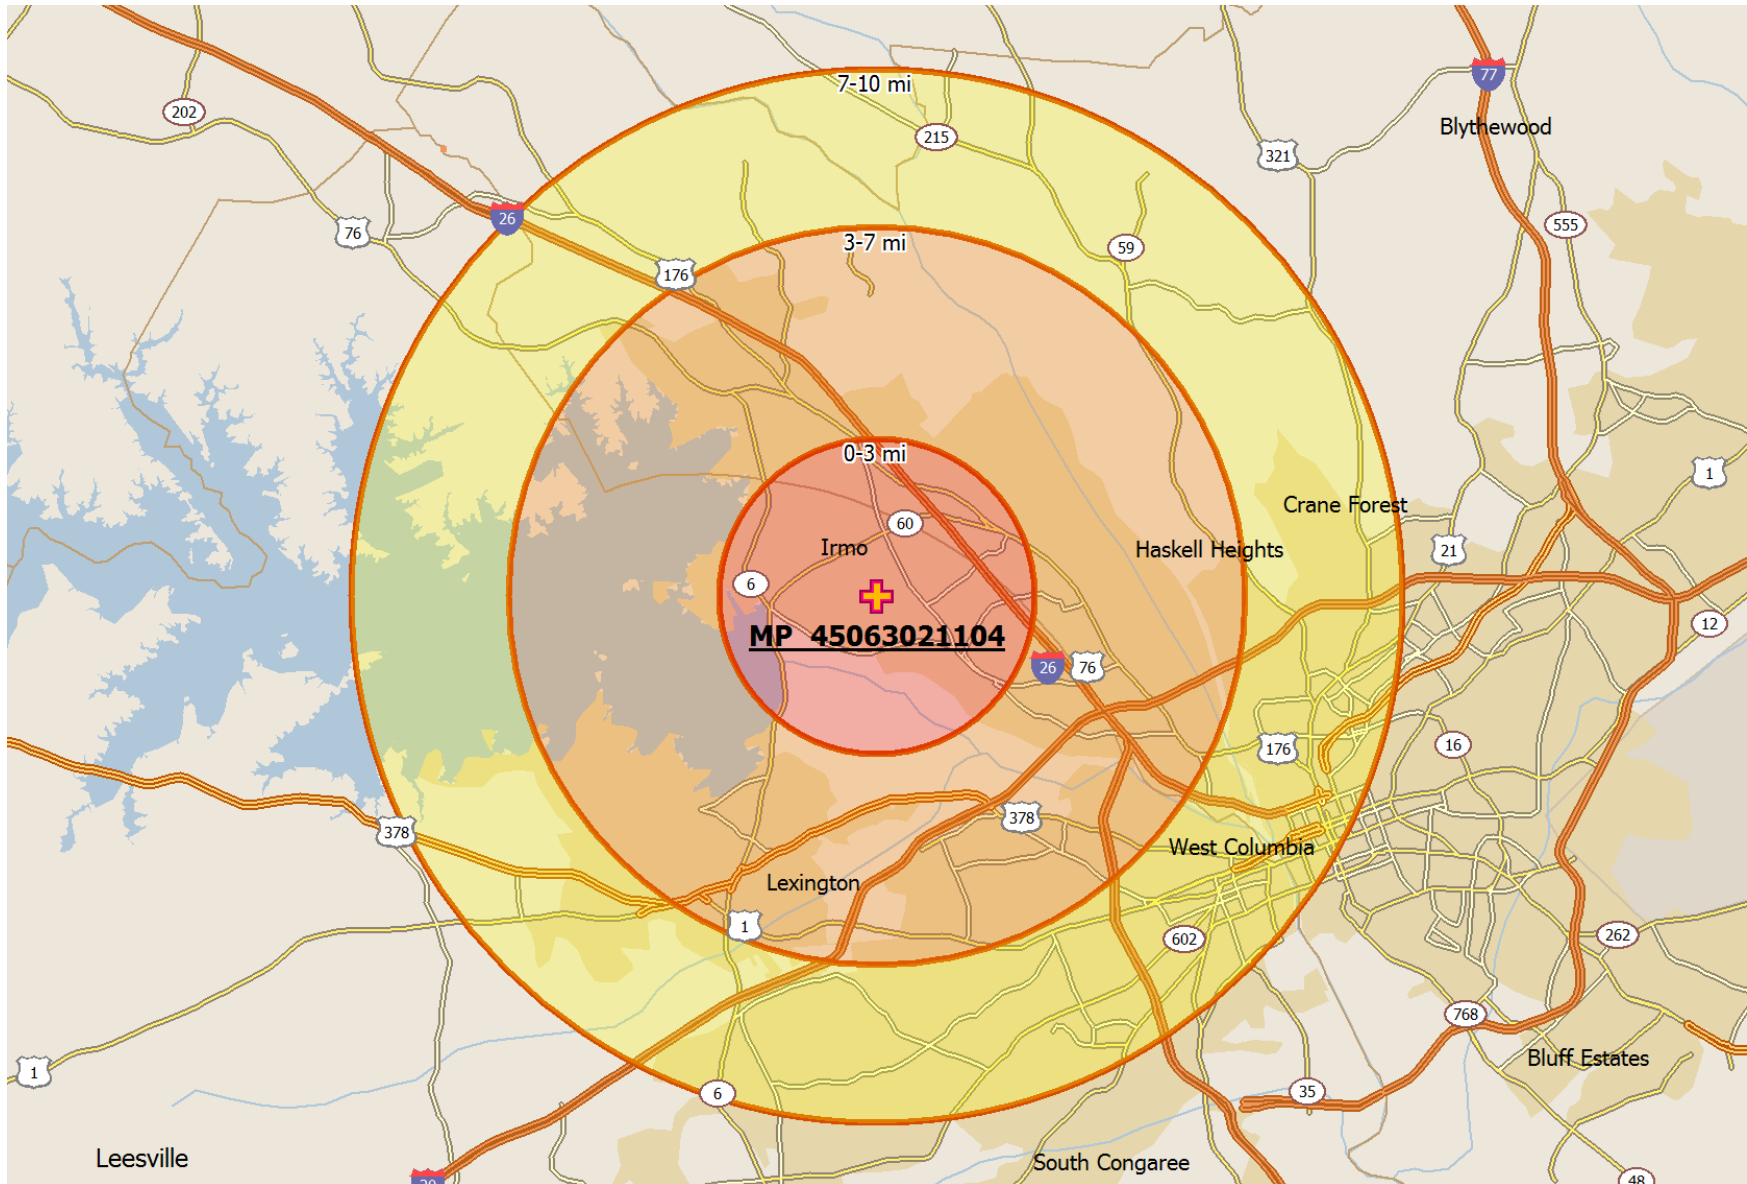 7-10 mi
77
202
Blythewood
215
321
26
555
76
59
3-7 mi
176
0-3 mi
1
Crane Forest
60
Irmo
Haskell Heights
21
6
12
MP 45063021104
26
76
176
16
378
378
West Columbia
Lexington
1
602
262
768
Bluff Estates
1
6
35
Leesville
South Congaree
20
48